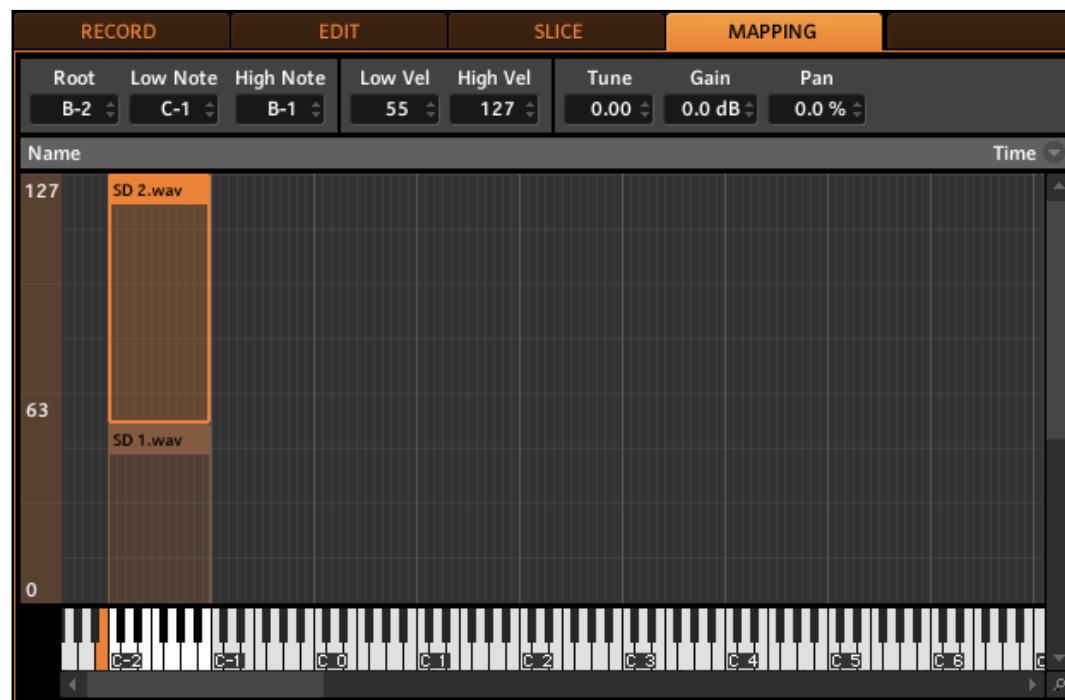 RECORD EDIT SLICE MAPPING
Root Low Note High Note Low Vel High Vel Tune Gain Pan
B-2 C-1 B-1 55 127 0.00 0.0 dB 0.0 %
Name Time
127
SD 2.wav
63
SD 1.wav
0
C-2 C-1 C 0 C 1 C 2 C 3 C 4 C 5 C 6 C